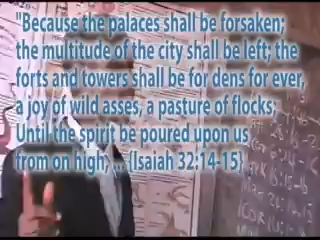 "Because the palaces shall be forsaken;
the multitude of the city shall be left; the
forts and towers shall be for dens for ever,
a joy of wild asses, a pasture of flocks;
Until the spirit be poured upon us
from on high, ... {Isaiah 32:14-15}